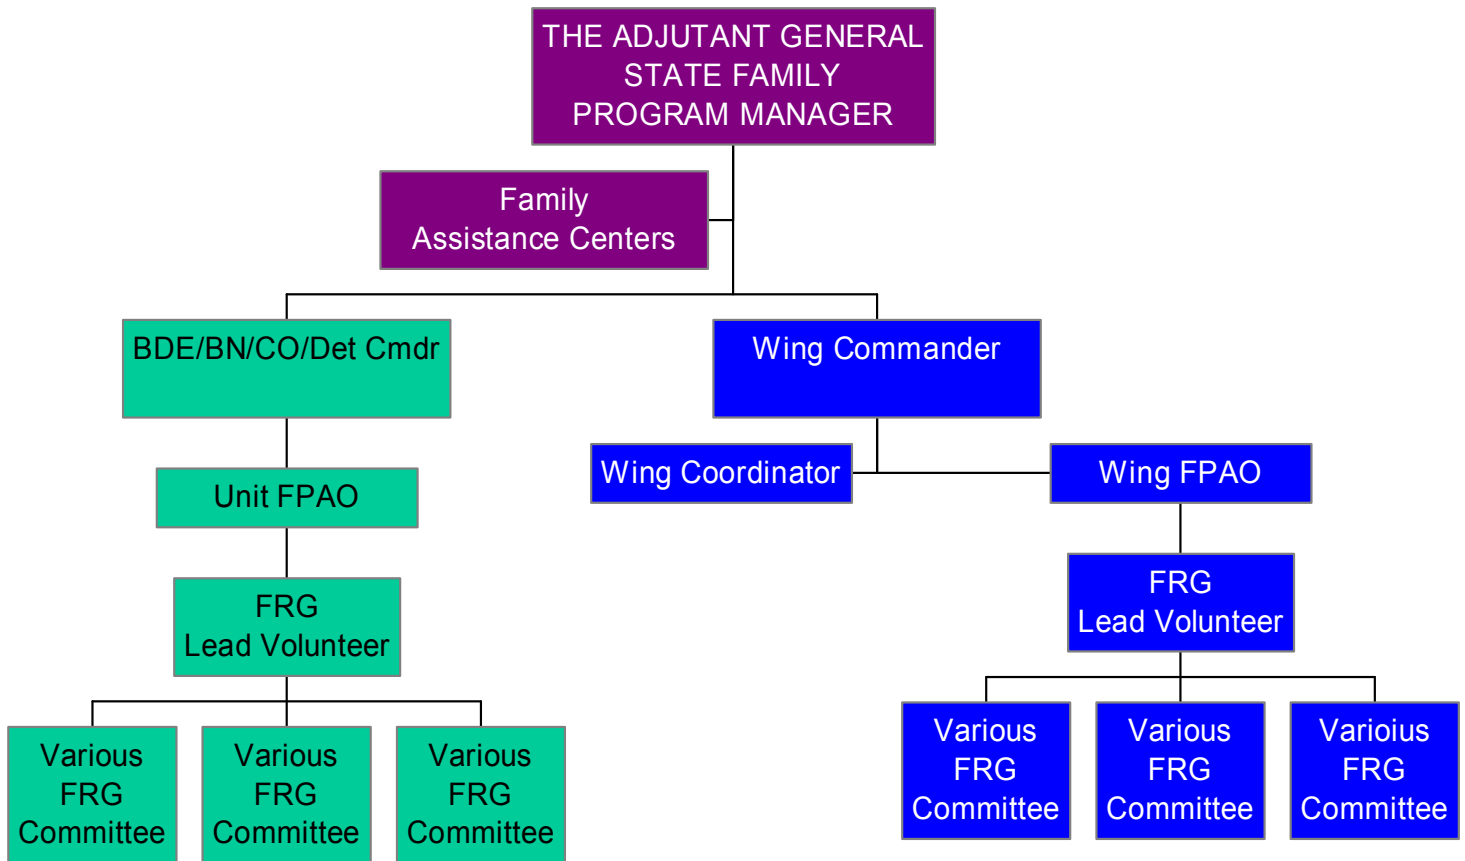 THE ADJUTANT GENERAL
STATE FAMILY
PROGRAM MANAGER
Family
Assistance Centers
BDE/BN/CO/Det Cmdr
Wing Commander
Wing Coordinator
Wing FPAO
Unit FPAO
FRG
Lead Volunteer
FRG
Lead Volunteer
Various
FRG
Committee
Various
FRG
Committee
Various
FRG
Committee
Various
FRG
Committee
Various
FRG
Committee
Varioius
FRG
Committee